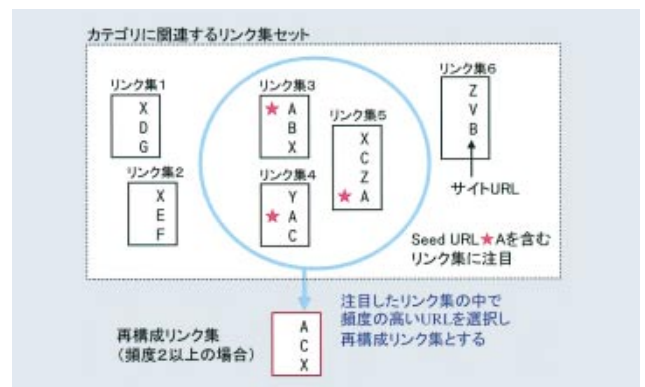 カテゴリに関連するリンク集セット
リンク集1
X
D
G
リンク集2
X
E
F
リンク集3
★ A
B
X
リンク集4
Y
★ A
C
リンク集5
X
C
Z
★ A
リンク集6
Z
V
B
サイトURL
Seed URL★Aを含む
リンク集に注目
注目したリンク集の中で
頻度の高いURLを選択し
再構成リンク集とする
再構成リンク集
(頻度2以上の場合)
A
C
X